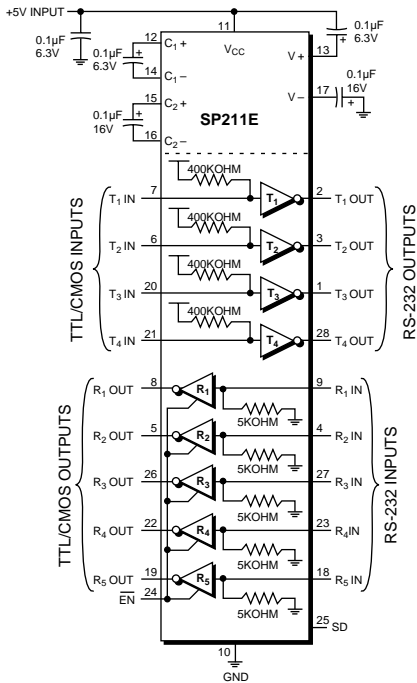 +5V INPUT
0.1µF
6.3V
11
VCC
0.1µF
6.3V
12
C1+
14
C1−
0.1µF
6.3V
V+
13
15
C2+
16
C2−
0.1µF
16V
V−
17
0.1µF
16V
SP211E
TTL/CMOS INPUTS
RS-232 OUTPUTS
400KOHM
T1 IN
7
T1
2
T1 OUT
400KOHM
T2 IN
6
T2
3
T2 OUT
400KOHM
T3 IN
20
T3
1
T3 OUT
400KOHM
T4 IN
21
T4
28
T4 OUT
TTL/CMOS OUTPUTS
RS-232 INPUTS
R1 OUT
8
R1
9
R1 IN
5KOHM
R2 OUT
5
R2
4
R2 IN
5KOHM
R3 OUT
26
R3
27
R3 IN
5KOHM
R4 OUT
22
R4
23
R4IN
5KOHM
R5 OUT
19
R5
18
R5 IN
5KOHM
EN
24
25
SD
10
GND